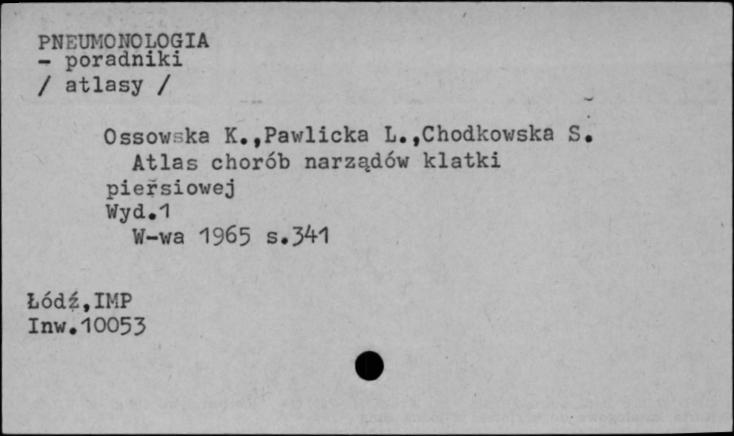 PNEUMONOLOGIA
- poradniki
/ atlasy /
Ossowska K.,Pawlicka L.,Chodkowska S.
Atlas chorób narządów klatki
piersiowej
Wyd.1
W-wa 1965 s.341
Łódź,IMP
Inw.10053